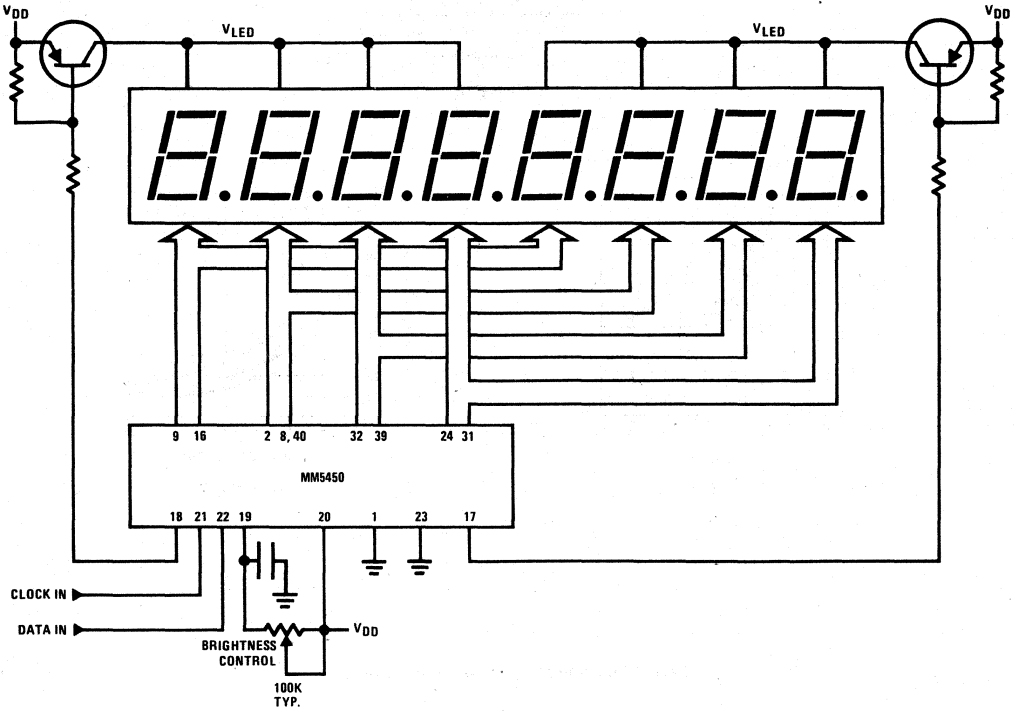 VDD
VLED
VLED
VDD
9 16 2 8, 40 32 39 24 31
MM5450
18 21 22 19 20 1 23 17
CLOCK IN
DATA IN
VDD
BRIGHTNESS
CONTROL
100K
TYP.